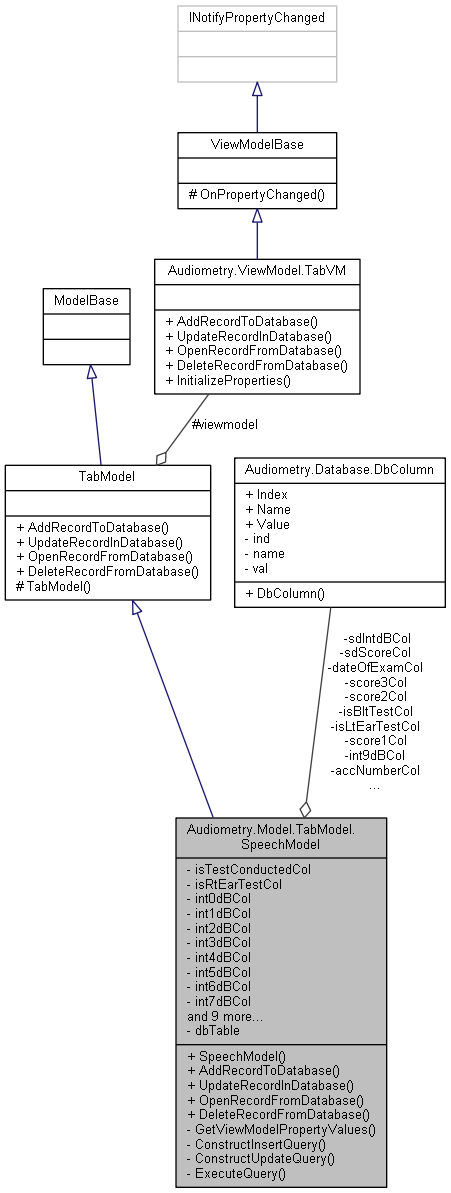 INotifyPropertyChanged
ViewModelBase
# OnPropertyChanged()
Audiometry.ViewModel.TabVM
+ AddRecordToDatabase()
+ UpdateRecordInDatabase()
+ OpenRecordFromDatabase()
+ DeleteRecordFromDatabase()
+ InitializeProperties()
ModelBase
#viewmodel
TabModel
+ AddRecordToDatabase()
+ UpdateRecordInDatabase()
+ OpenRecordFromDatabase()
+ DeleteRecordFromDatabase()
# TabModel()
Audiometry.Database.DbColumn
+ Index
+ Name
+ Value
- ind
- name
- val
+ DbColumn()
-sdIntdBCol
-sdScoreCol
-dateOfExamCol
-score3Col
-score2Col
-isBltTestCol
-isLtEarTestCol
-score1Col
-int9dBCol
-accNumberCol
...
Audiometry.Model.TabModel.
SpeechModel
- isTestConductedCol
- isRtEarTestCol
- int0dBCol
- int1dBCol
- int2dBCol
- int3dBCol
- int4dBCol
- int5dBCol
- int6dBCol
- int7dBCol
and 9 more...
- dbTable
+ SpeechModel()
+ AddRecordToDatabase()
+ UpdateRecordInDatabase()
+ OpenRecordFromDatabase()
+ DeleteRecordFromDatabase()
- GetViewModelPropertyValues()
- ConstructInsertQuery()
- ConstructUpdateQuery()
- ExecuteQuery()